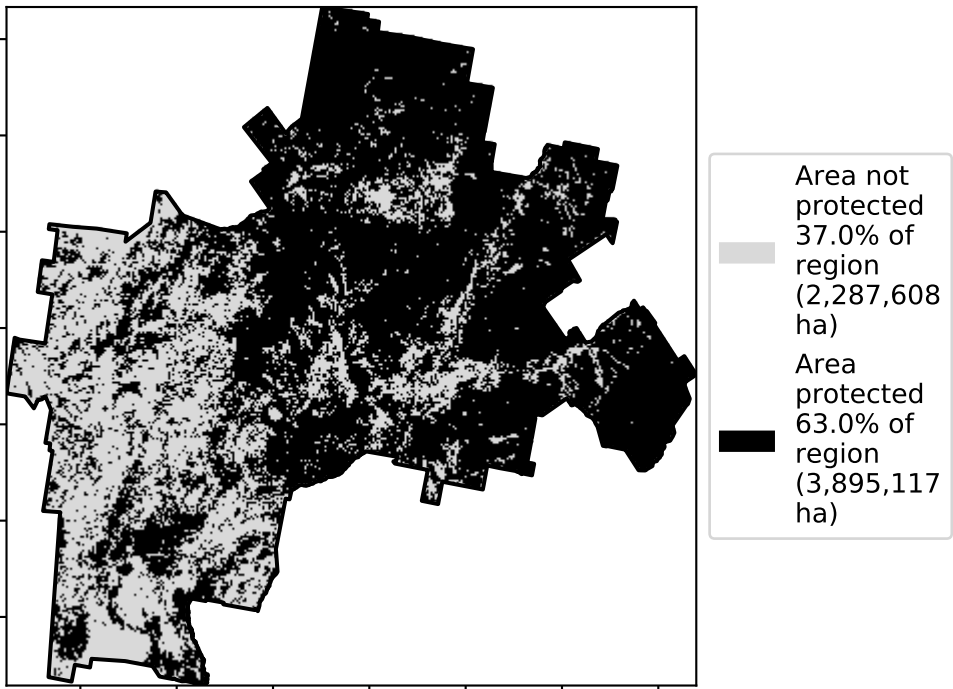 Area not
protected
37.0% of
region
(2,287,608
ha)
Area
protected
63.0% of
region
(3,895,117
ha)